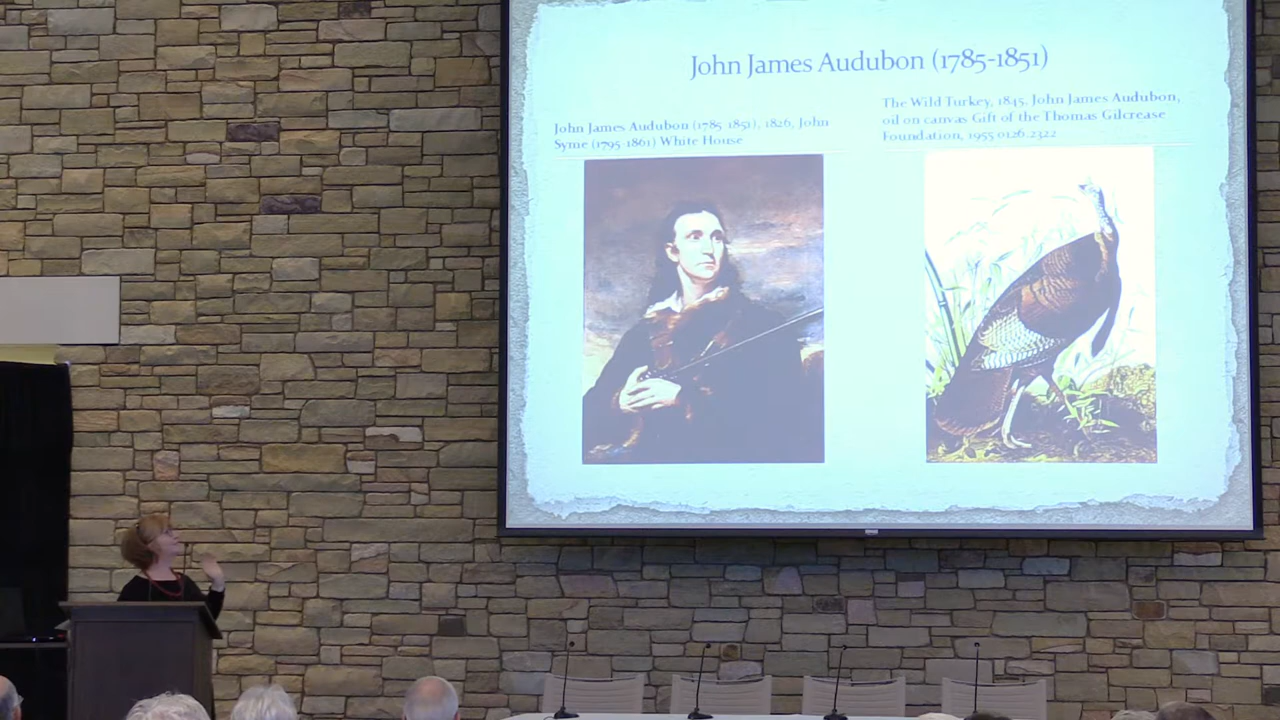 John James Audubon (1785-1851)
John James Audubon (1785-1851), 1826, John
Syme (1795-1861) White House
The Wild Turkey, 1845. John James Audubon,
oil on canvas Gift of the Thomas Gilcrease
Foundation, 1955 0126.2322